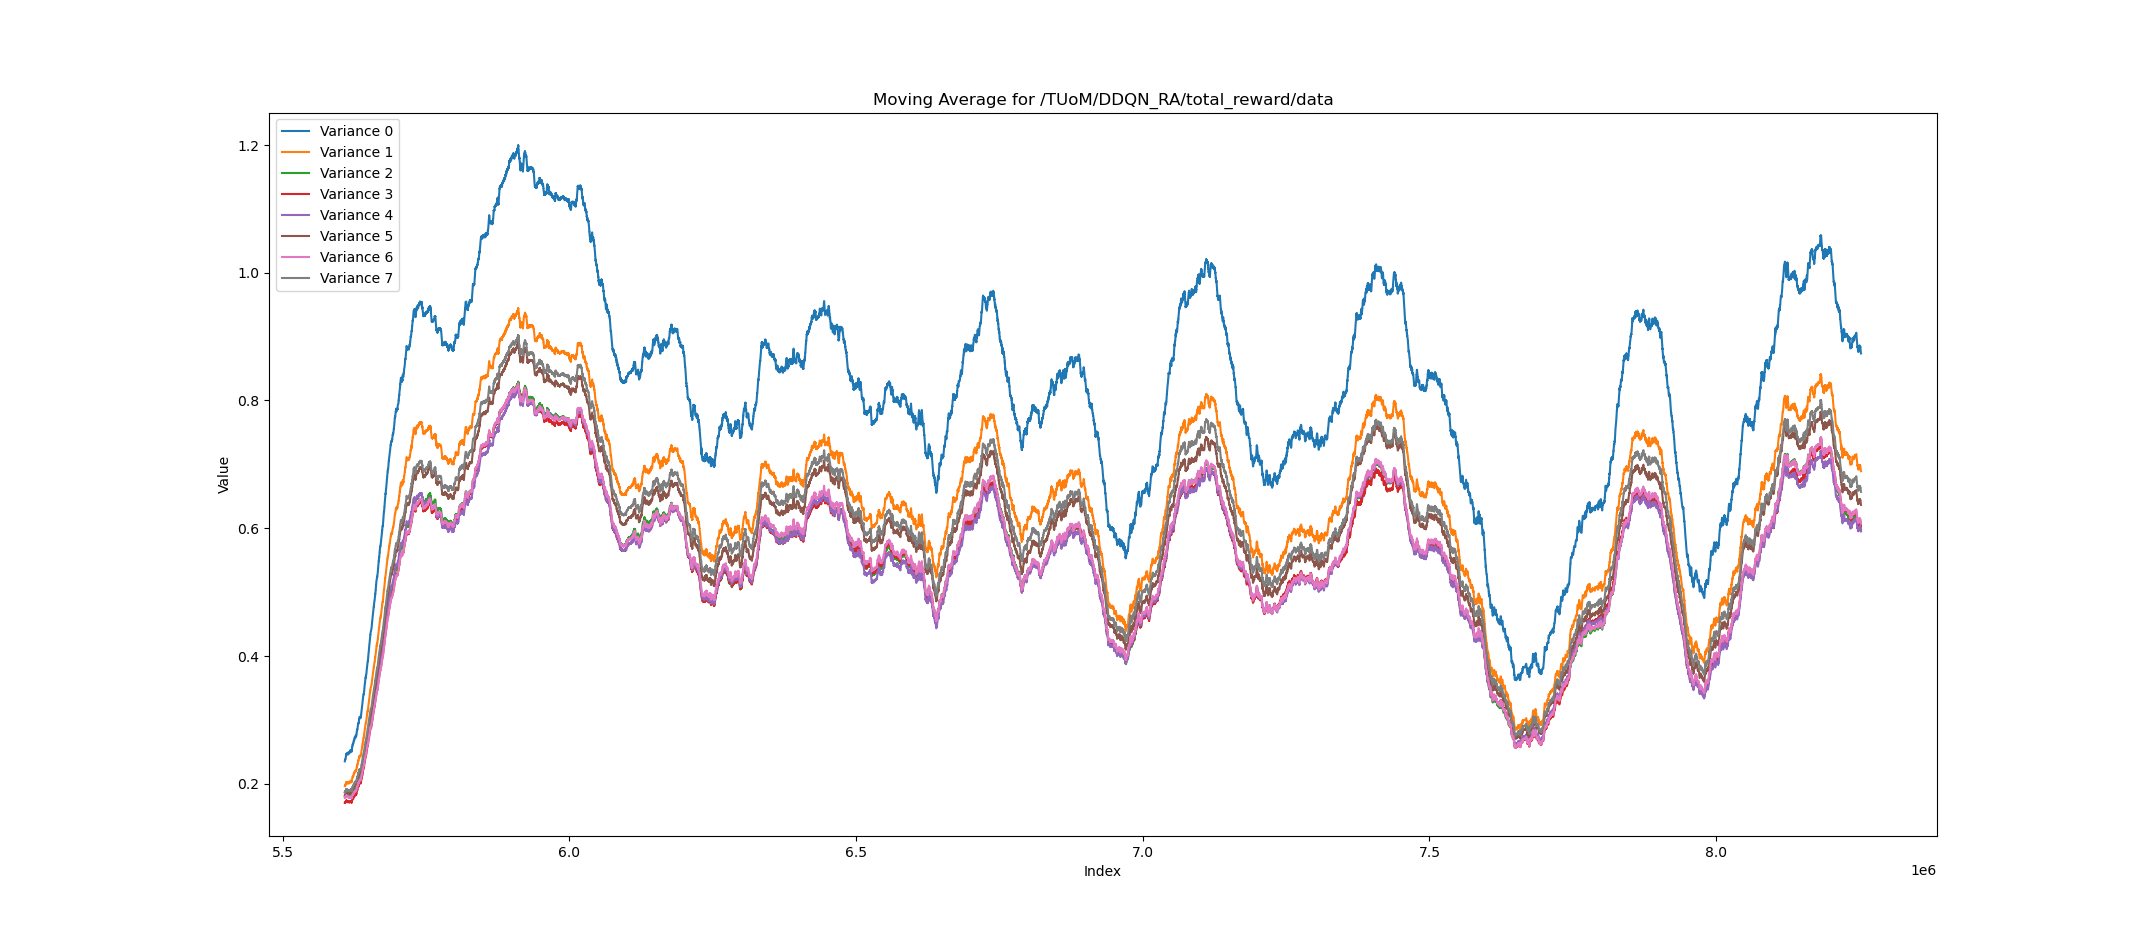 Moving Average for /TUoM/DDQN_RA/total_reward/data
Variance 0
Variance 1
Variance 2
Variance 3
Variance 4
Variance 5
Variance 6
Variance 7
Value
1.2
1.0
0.8
0.6
0.4
0.2
5.5
6.0
6.5
7.0
7.5
8.0
Index
1e6